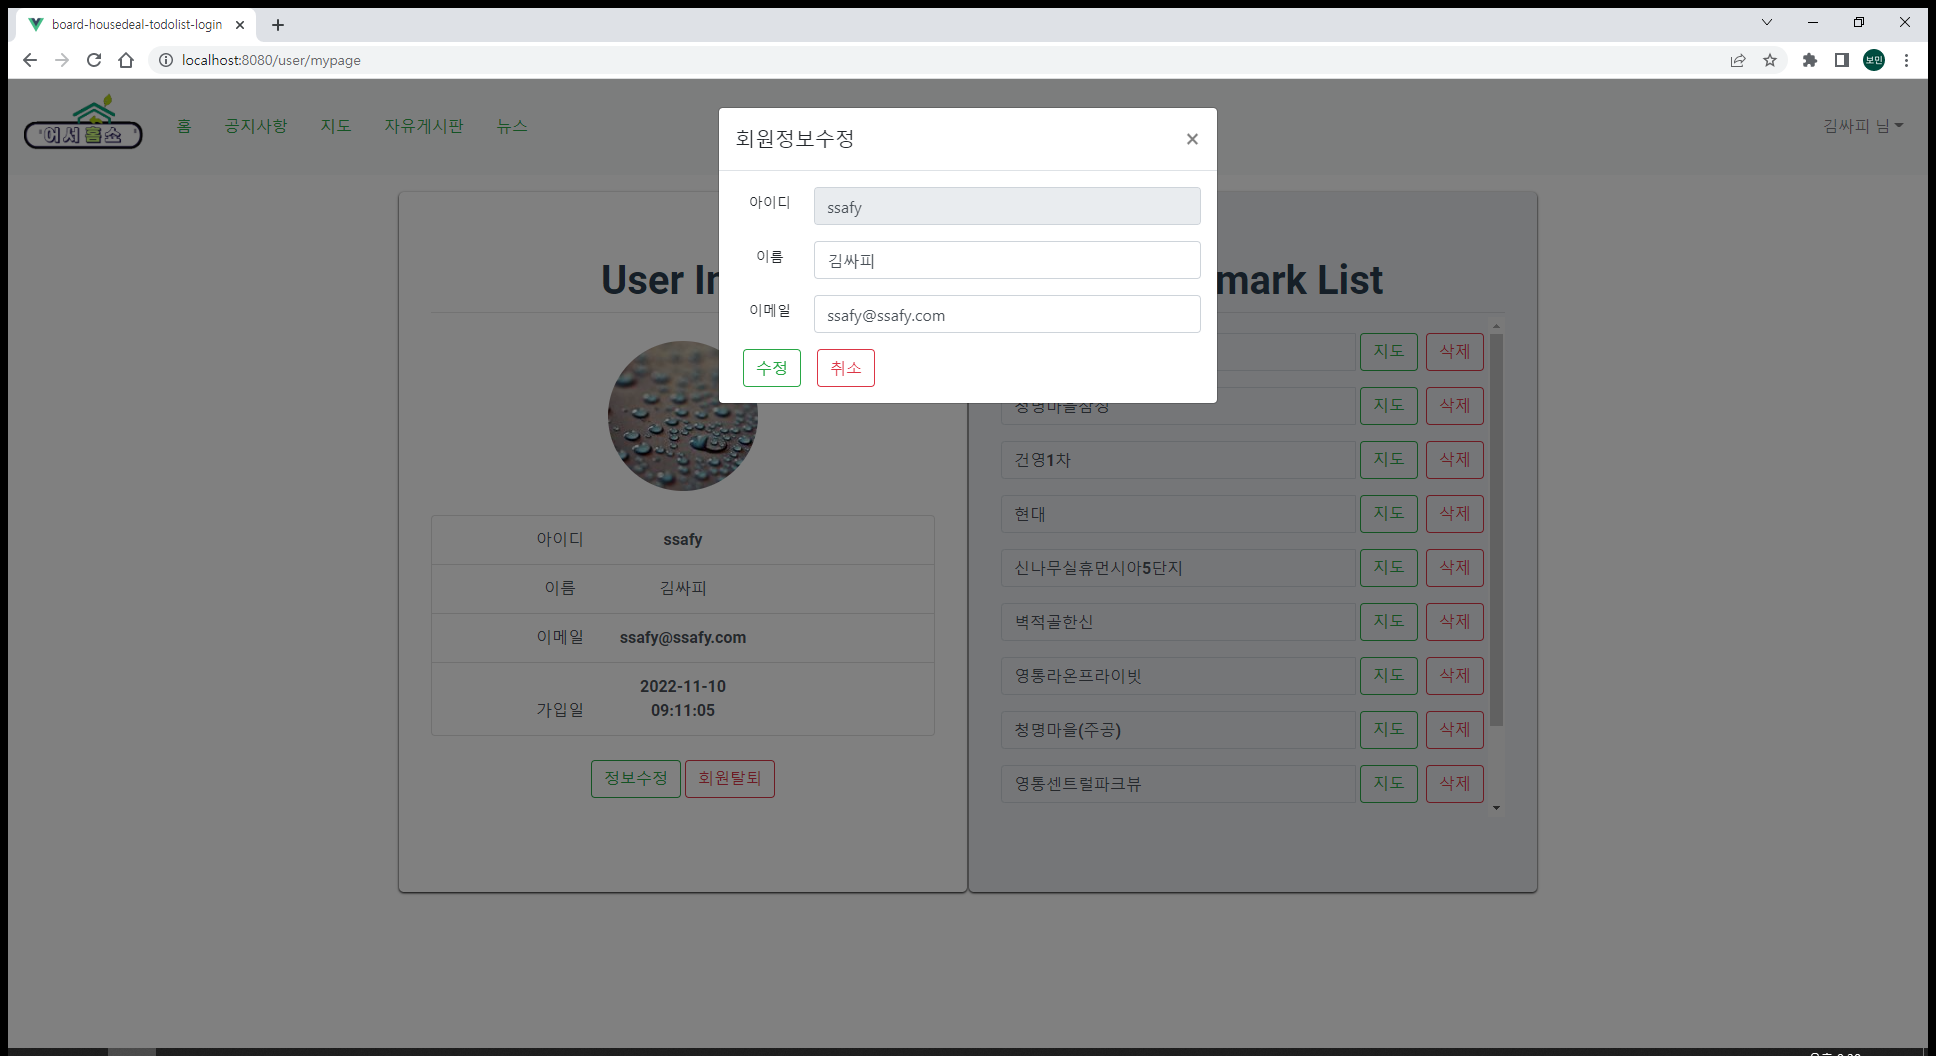 board-housedeal-todolist-login
localhost:8080/user/mypage
보민
어서홈쇼
홈
공지사항
지도
자유게시판
뉴스
김싸피 님
회원정보수정
×
아이디
ssafy
이름
김싸피
이메일
ssafy@ssafy.com
수정
취소
User In
아이디
ssafy
이름
김싸피
이메일
ssafy@ssafy.com
가입일
2022-11-10
09:11:05
정보수정
회원탈퇴
mark List
지도
삭제
청명마을삼성
지도
삭제
건영1차
지도
삭제
현대
지도
삭제
신나무실휴먼시아5단지
지도
삭제
벽적골한신
지도
삭제
영통라온프라이빗
지도
삭제
청명마을(주공)
지도
삭제
영통센트럴파크뷰
지도
삭제